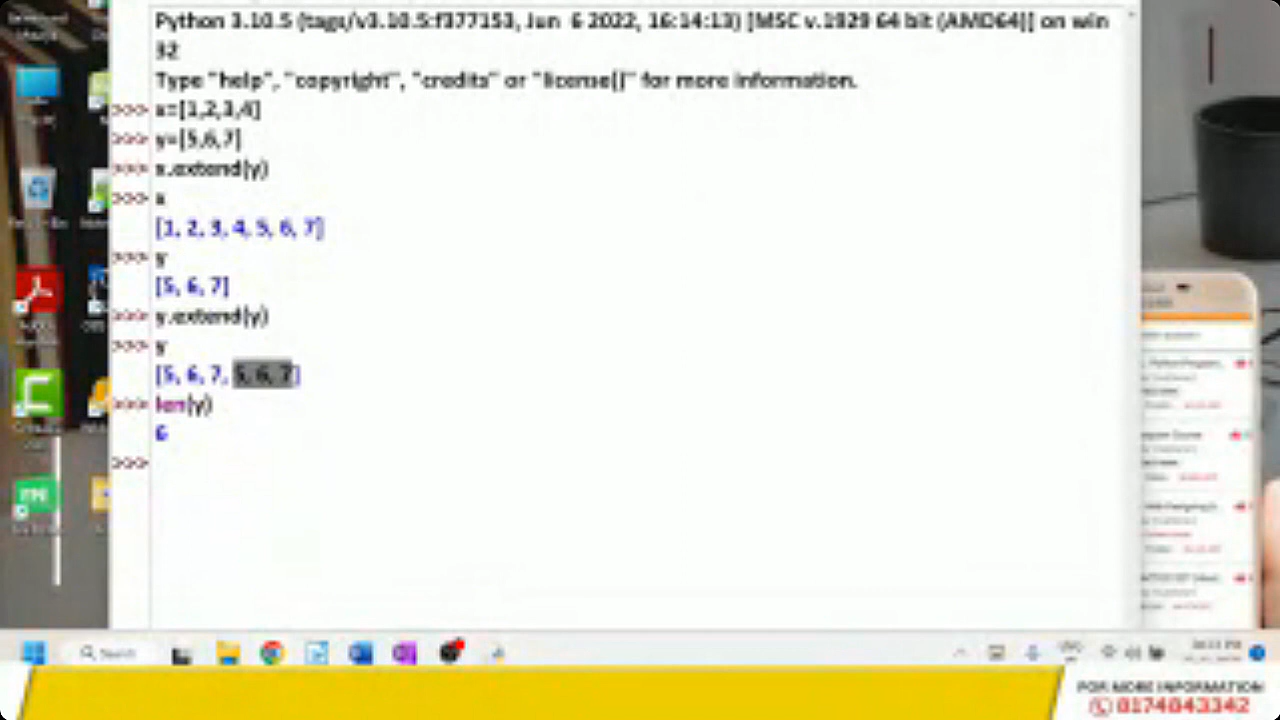 Python 3.10.5 (tags/v3.10.5:f377153, Jun  6 2022, 16:14:13) [MSC v.1929 64 bit (AMD64)] on win
32
Type "help", "copyright", "credits" or "license()" for more information.
>>> x=[1,2,3,4]
>>> y=[5,6,7]
>>> x.extend(y)
>>> x
[1, 2, 3, 4, 5, 6, 7]
>>> y
[5, 6, 7]
>>> y.extend(y)
>>> y
[5, 6, 7, 5, 6, 7]
>>> len(y)
6
>>>
Search
FOR MORE INFORMATION
8174843342